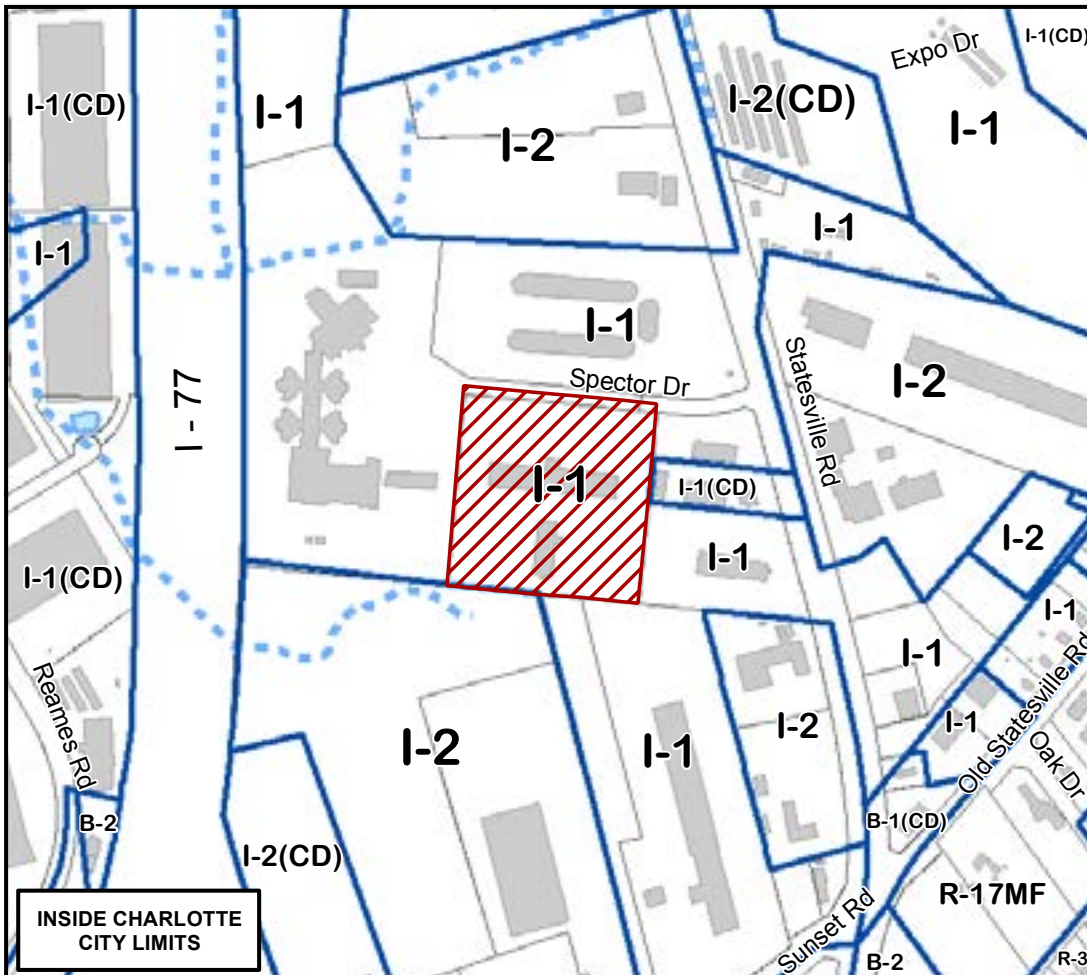 I-1(CD)
I-1
Expo Dr
I-1(CD)
I-2(CD)
I-1
I-2
I-1
I-1
I-1
Spector Dr
Statesville Rd
I-2
I - 77
I-1
I-1(CD)
I-1
I-2
I-1(CD)
I-1
I-1
Reames Rd
I-2
I-1
I-2
I-1
Old Statesville Rd
Oak Dr
B-2
B-1(CD)
I-2(CD)
R-17MF
INSIDE CHARLOTTE
CITY LIMITS
Sunset Rd
B-2
R-3